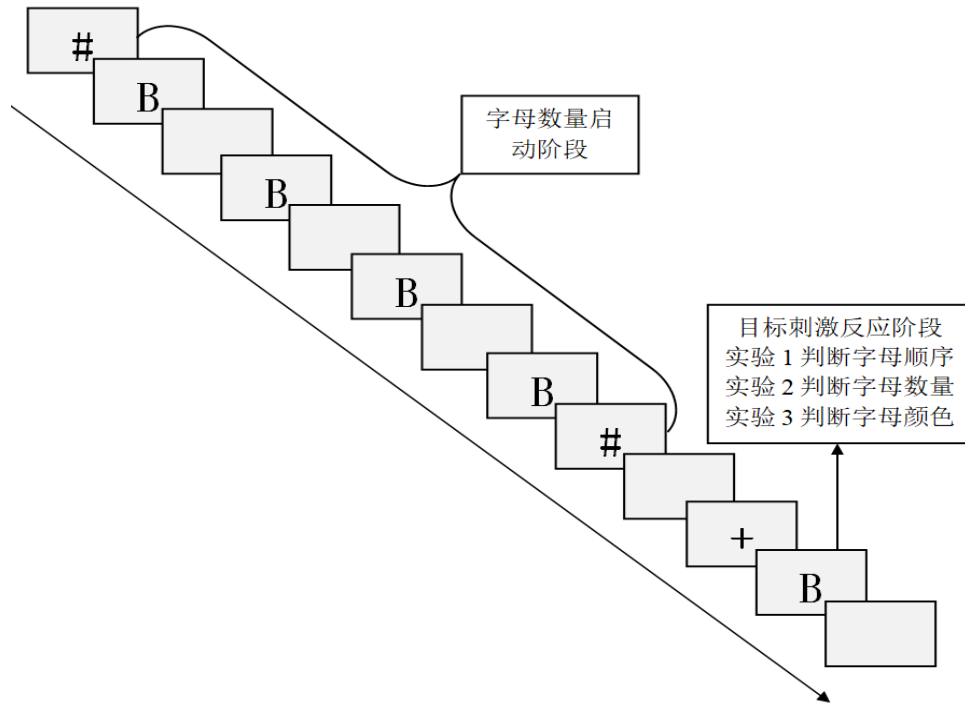 #
B
B
B
B
#
+
B
字母数量启
动阶段
目标刺激反应阶段
实验 1 判断字母顺序
实验 2 判断字母数量
实验 3 判断字母颜色